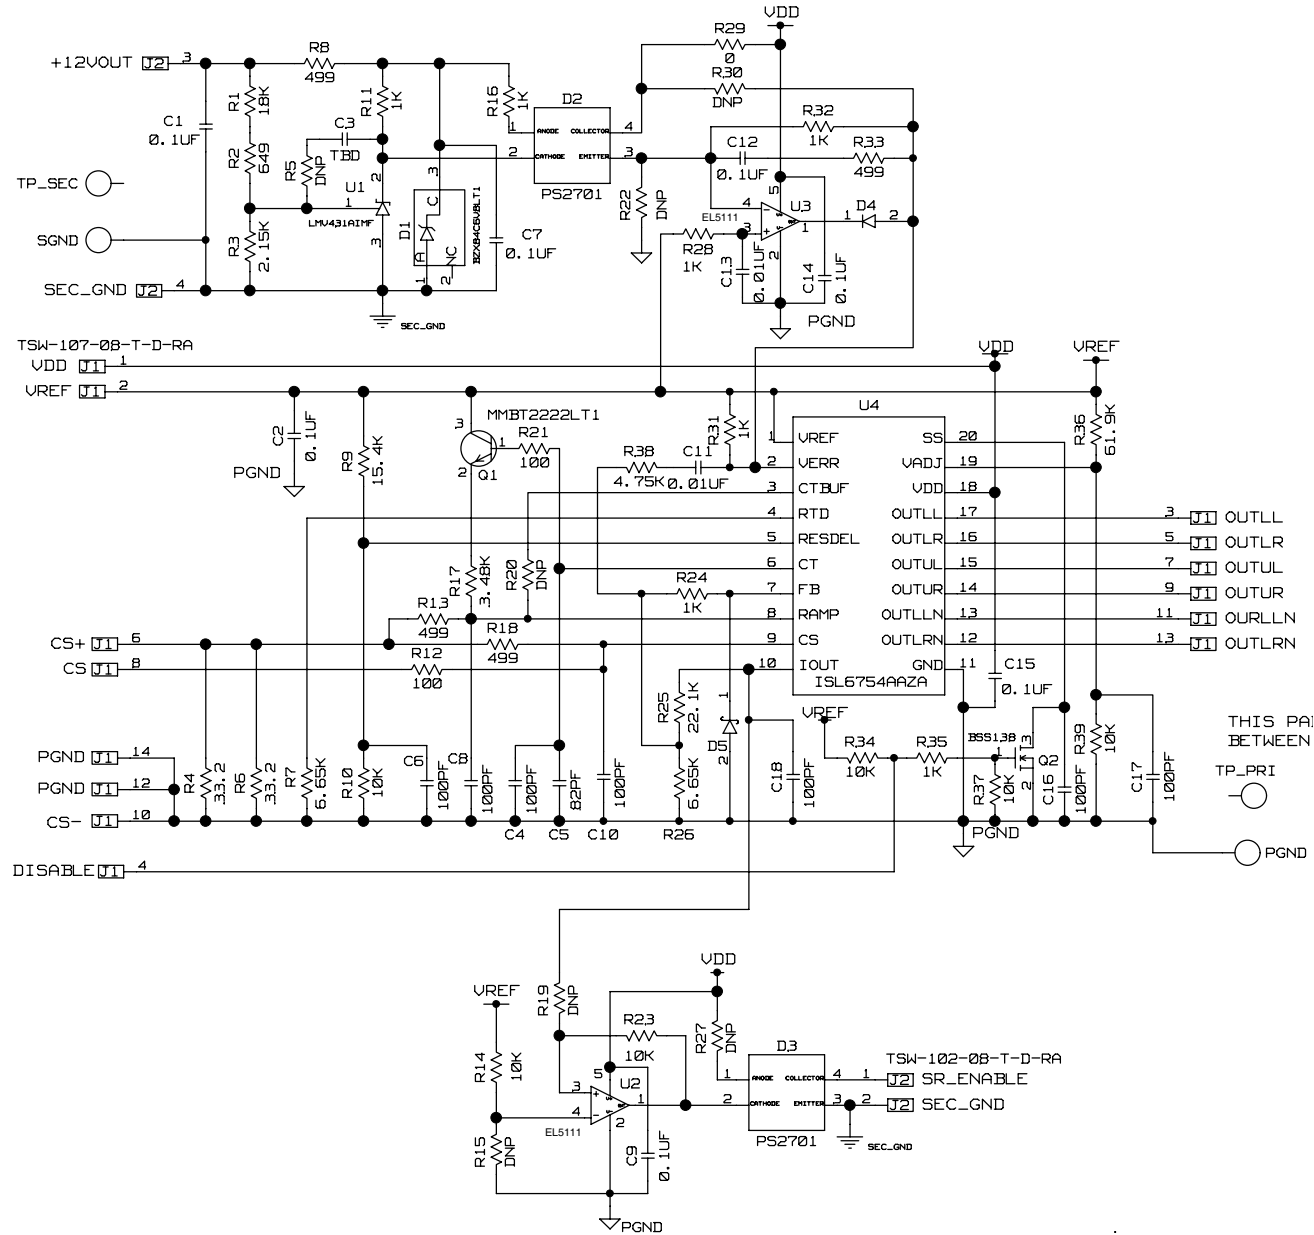 VDD
R29
0
R30
DNP
R8
499
+12VOUT J2 3
R1
18K
R11
1K
R16
1K
D2
1 ANODE COLLECTOR 4
2 CATHODE EMITTER 3
PS2701
R32
1K
C12
0.1UF
R33
499
C1
0.1UF
C3
TBD
R2
649
R5
DNP
TP_SEC
U1
1
2
3
LMV431AIMF
3
C
D1
A
NC
1
2
BZX84C6V8LT1
R22
DNP
EL5111
4
3
5
2
1
U3
1 D4 2
SGND
R3
2.15K
C7
0.1UF
R28
1K
C13
0.01UF
C14
0.1UF
SEC_GND J2 4
SEC_GND
PGND
TSW-107-08-T-D-RA
VDD J1 1
VREF J1 2
VDD
VREF
C2
0.1UF
PGND
R9
15.4K
MMBT2222LT1
3
1
2
Q1
R21
100
R31
1K
R38
4.75K
C11
0.01UF
U4
1 VREF
2 VERR
3 CTBUF
4 RTD
5 RESDEL
6 CT
7 FB
8 RAMP
9 CS
10 IOUT
SS 20
VADJ 19
VDD 18
OUTLL 17
OUTLR 16
OUTUL 15
OUTUR 14
OUTLLN 13
OUTLRN 12
GND 11
ISL6754AAZA
R36
61.9K
3 J1 OUTLL
5 J1 OUTLR
7 J1 OUTUL
9 J1 OUTUR
11 J1 OURLLN
13 J1 OUTLRN
R17
3.48K
R20
DNP
R24
1K
R13
499
R18
499
R12
100
CS+ J1 6
CS J1 8
C15
0.1UF
R25
22.1K
1
D5
2
VREF
R34
10K
R35
1K
BSS138
1
3
2
Q2
R39
10K
THIS PA
BETWEEN
TP_PRI
PGND J1 14
PGND J1 12
CS- J1 10
R4
33.2
R6
33.2
R7
6.65K
R10
10K
C6
100PF
C8
100PF
C4
100PF
C5
82PF
C10
100PF
R26
6.65K
C18
100PF
R37
10K
C16
100PF
C17
100PF
PGND
PGND
DISABLE J1 4
VREF
R14
10K
R15
DNP
R19
DNP
R23
10K
VDD
R27
DNP
3
4
5
2
1
U2
EL5111
C9
0.1UF
PGND
D3
1 ANODE COLLECTOR 4
2 CATHODE EMITTER 3
PS2701
TSW-102-08-T-D-RA
1 J2 SR_ENABLE
2 J2 SEC_GND
SEC_GND